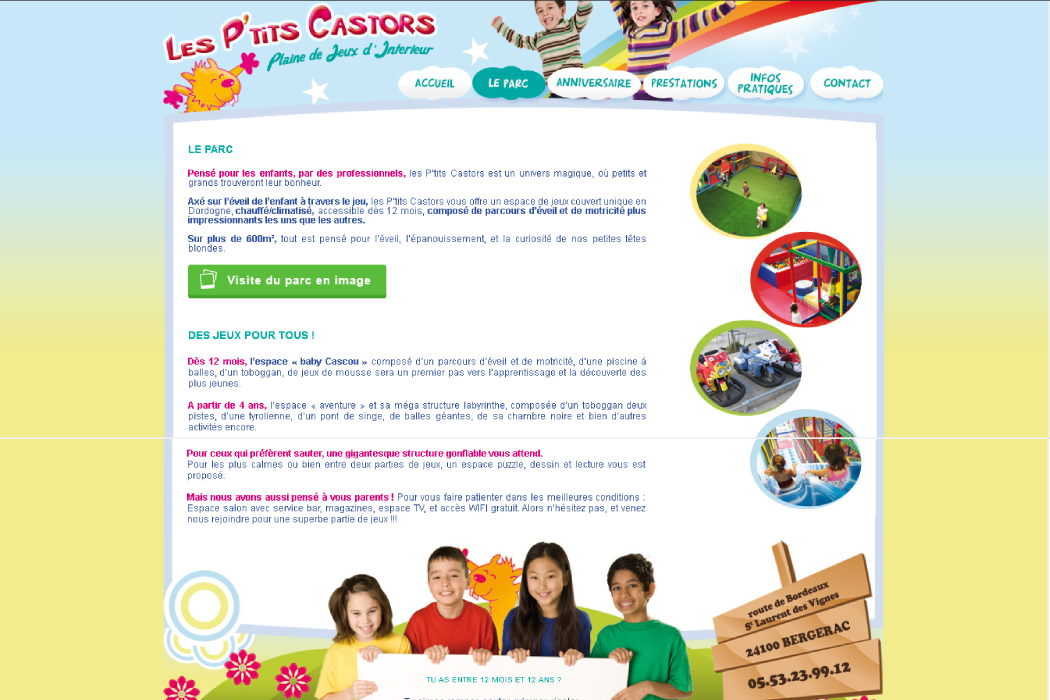 LES P'TITS CASTORS
Plaine de Jeux d'Interieur
ACCUEIL
LE PARC
ANNIVERSAIRE
PRESTATIONS
INFOS
PRATIQUES
CONTACT
LE PARC
Pensé pour les enfants, par des professionnels, les P'tits Castors est un univers magique, où petits et
grands trouveront leur bonheur.
Axé sur l'éveil de l'enfant à travers le jeu, les P'tits Castors vous offre un espace de jeux couvert unique en
Dordogne, chauffé/climatisé, accessible dès 12 mois, composé de parcours d'éveil et de motricité plus
impressionnants les uns que les autres.
Sur plus de 600m², tout est pensé pour l'éveil, l'épanouissement, et la curiosité de nos petites têtes
blondes.
Visite du parc en image
DES JEUX POUR TOUS !
Dès 12 mois, l'espace « baby Cascou » composé d'un parcours d'éveil et de motricité, d'une piscine à
balles, d'un toboggan, de jeux de mousse sera un premier pas vers l'apprentissage et la découverte des
plus jeunes.
A partir de 4 ans, l'espace « aventure » et sa méga structure labyrinthe, composée d'un toboggan deux
pistes, d'une tyrolienne, d'un pont de singe, de balles géantes, de sa chambre noire et bien d'autres
activités encore.
Pour ceux qui préfèrent sauter, une gigantesque structure gonflable vous attend.
Pour les plus calmes ou bien entre deux parties de jeux, un espace puzzle, dessin et lecture vous est
proposé.
Mais nous avons aussi pensé à vous parents ! Pour vous faire patienter dans les meilleures conditions :
Espace salon avec service bar, magazines, espace TV, et accès WIFI gratuit. Alors n'hésitez pas, et venez
nous rejoindre pour une superbe partie de jeux !!!
route de Bordeaux
St Laurent des Vignes
24100 BERGERAC
05.53.23.99.12
TU AS ENTRE 12 MOIS ET 12 ANS ?